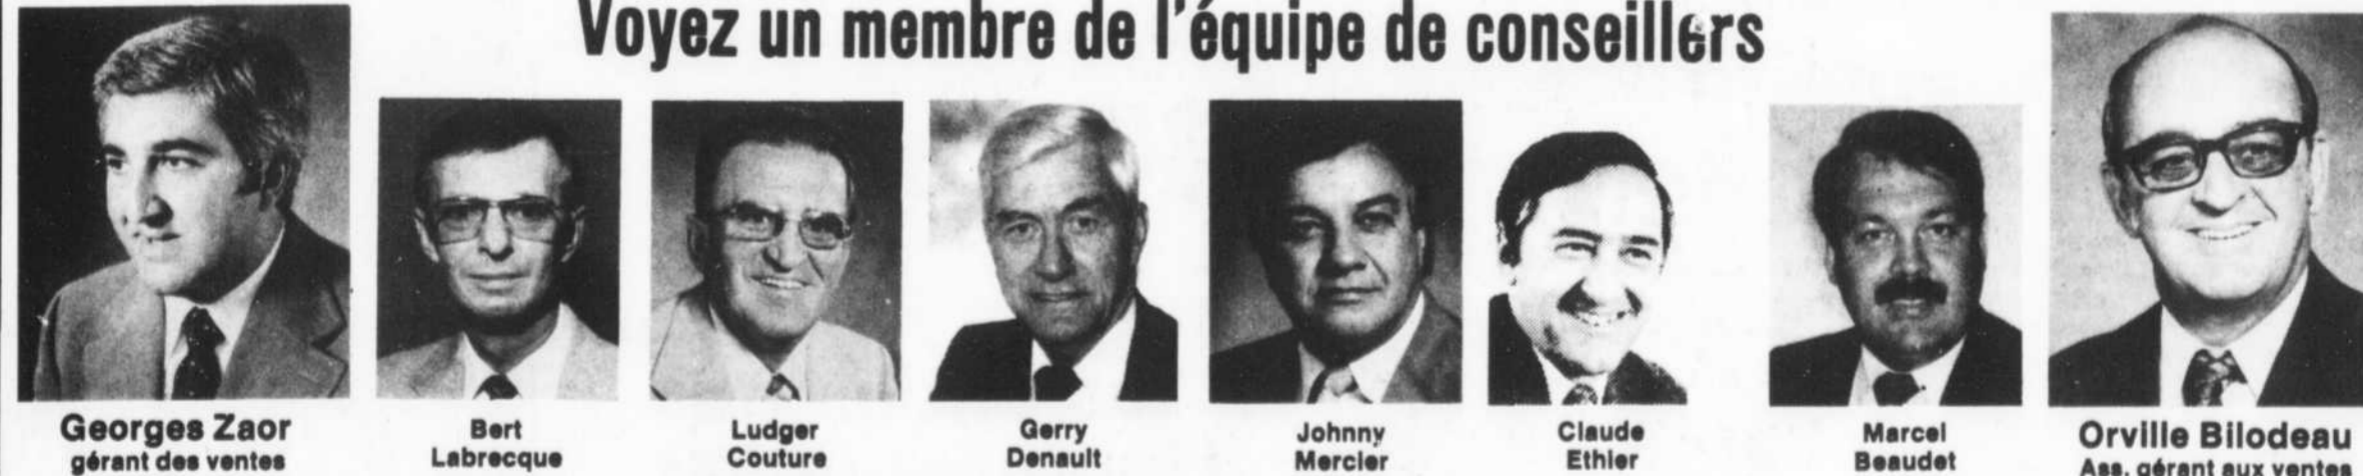 Voyez un membre de l'équipe de conseillers
Georges Zaor
gérant des ventes
Bert
Labrecque
Ludger
Couture
Gerry
Denault
Johnny
Mercier
Claude
Ethier
Marcel
Beaudet
Orville Bilodeau
Ass. gérant aux ventes